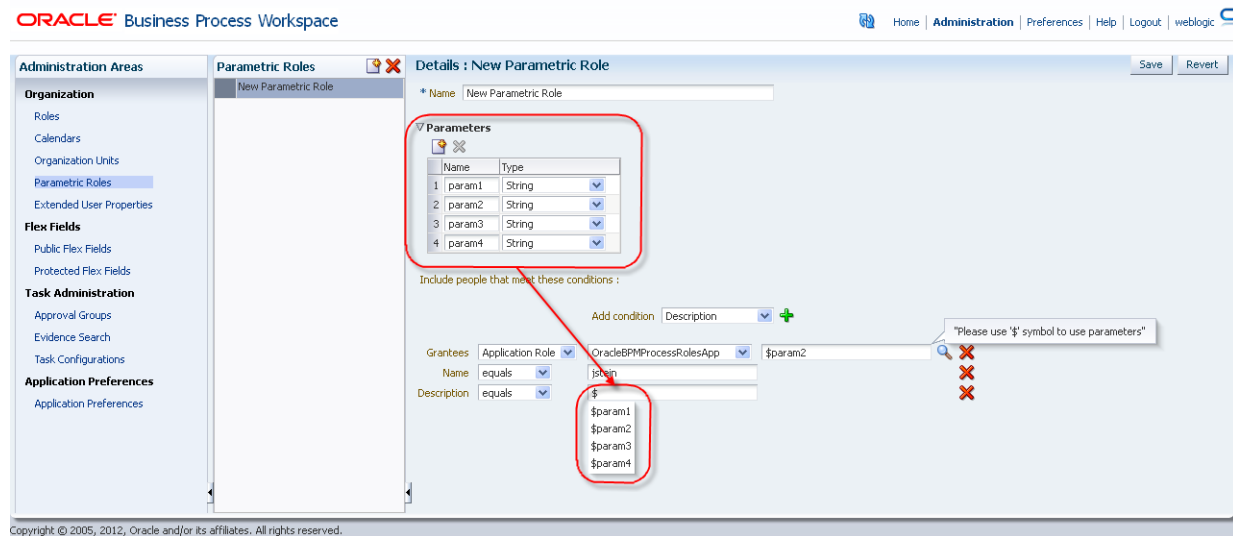 ORACLE Business Process Workspace
Home | Administration | Preferences | Help | Logout | weblogic
Administration Areas
Organization
Roles
Calendars
Organization Units
Parametric Roles
Extended User Properties
Flex Fields
Public Flex Fields
Protected Flex Fields
Task Administration
Approval Groups
Evidence Search
Task Configurations
Application Preferences
Application Preferences
Parametric Roles
New Parametric Role
Details : New Parametric Role
Save Revert
* Name New Parametric Role
Parameters
Name Type
1 param1 String
2 param2 String
3 param3 String
4 param4 String
Include people that meet these conditions :
Add condition Description
"Please use '$' symbol to use parameters"
Grantees Application Role OracleBPMProcessRolesApp $param2
Name equals jstein
Description equals $
$param1
$param2
$param3
$param4
Copyright © 2005, 2012, Oracle and/or its affiliates. All rights reserved.